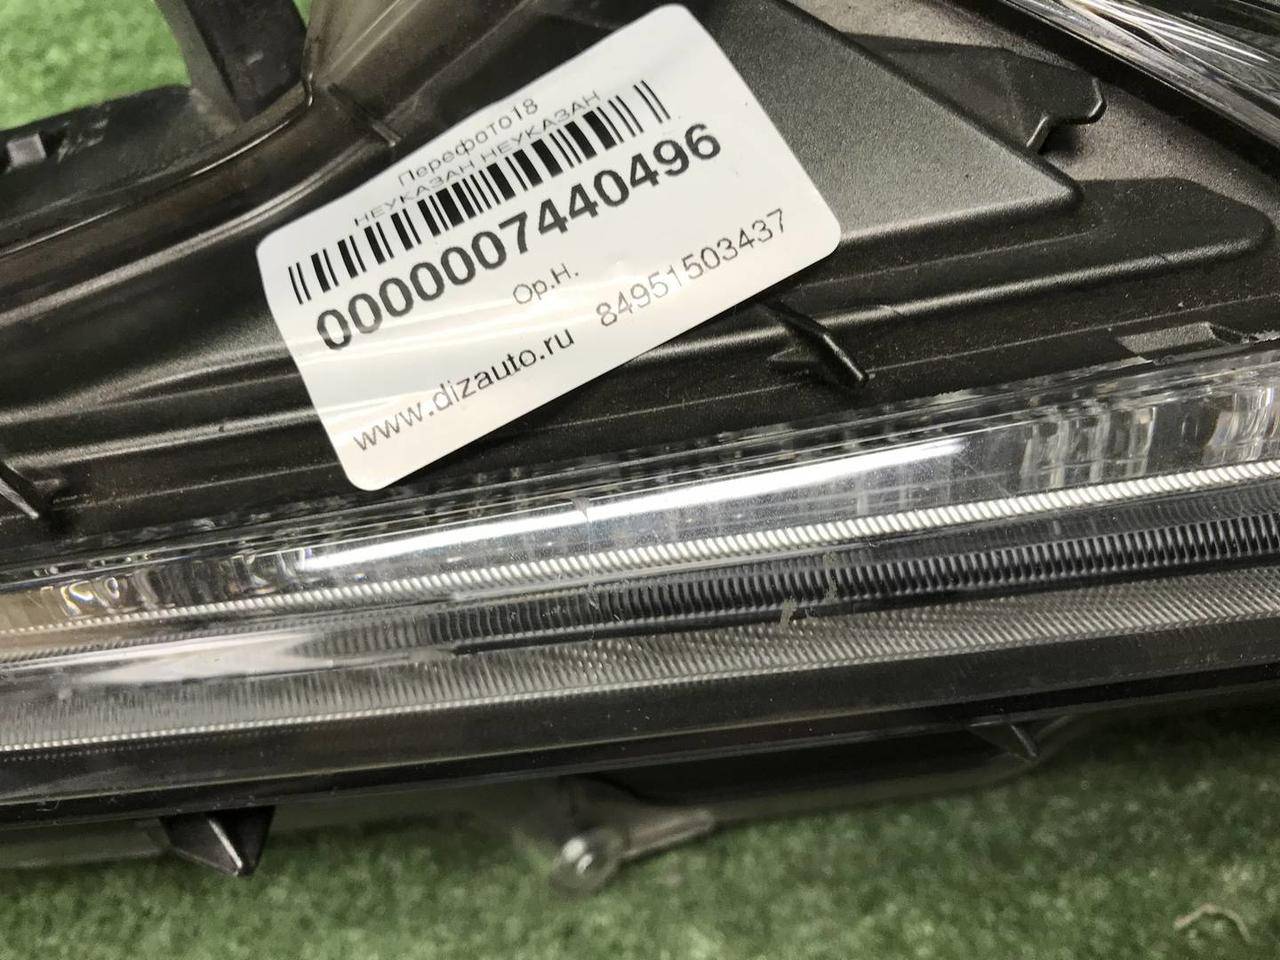 Перефото18
НЕУКАЗАН НЕУКАЗАН
0000007440496
Ор.Н.
www.dizauto.ru 84951503437